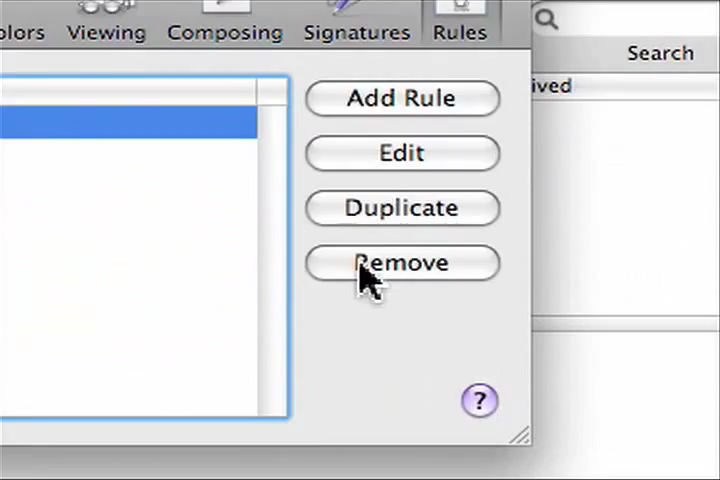 olors Viewing Composing Signatures Rules
Search
ived
Add Rule
Edit
Duplicate
Remove
?